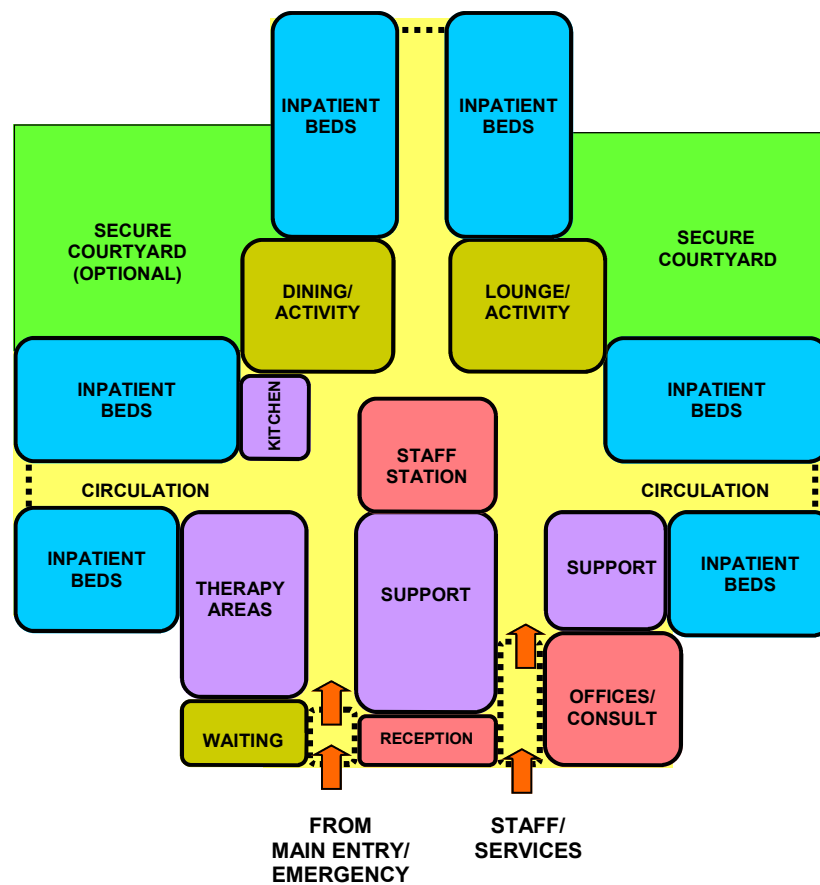 INPATIENT
BEDS
INPATIENT
BEDS
SECURE
COURTYARD
(OPTIONAL)
SECURE
COURTYARD
DINING/
ACTIVITY
LOUNGE/
ACTIVITY
INPATIENT
BEDS
KITCHEN
INPATIENT
BEDS
STAFF
STATION
CIRCULATION
CIRCULATION
INPATIENT
BEDS
THERAPY
AREAS
SUPPORT
SUPPORT
INPATIENT
BEDS
OFFICES/
CONSULT
WAITING
RECEPTION
FROM
MAIN ENTRY/
EMERGENCY
STAFF/
SERVICES